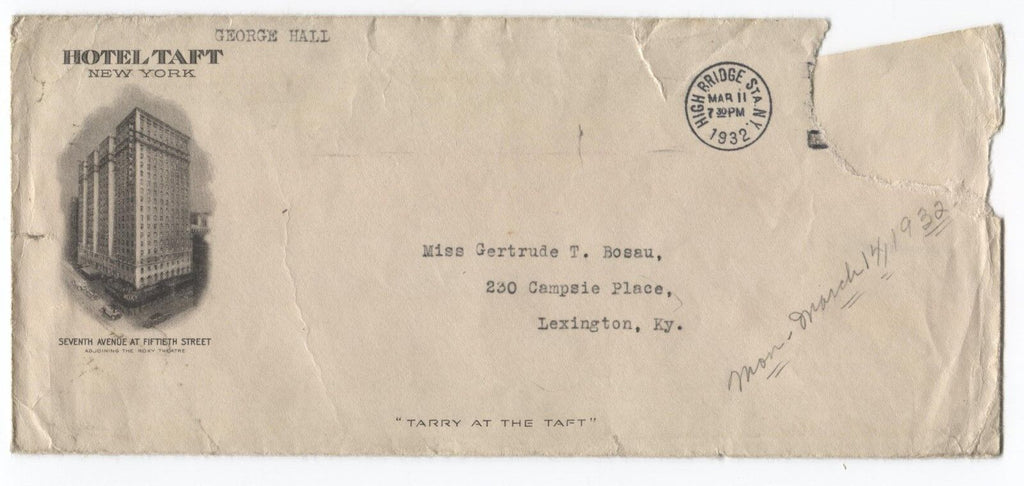 GEORGE HALL
HOTEL TAFT
NEW YORK
HIGH BRIDGE STA. N.Y.
MAR 11
7 30 PM
1932
Miss Gertrude T. Bosau,
230 Campsie Place,
Lexington, Ky.
Mon - March 14, 1932.
SEVENTH AVENUE AT FIFTIETH STREET
ADJOINING THE ROXY THEATRE
"TARRY AT THE TAFT"